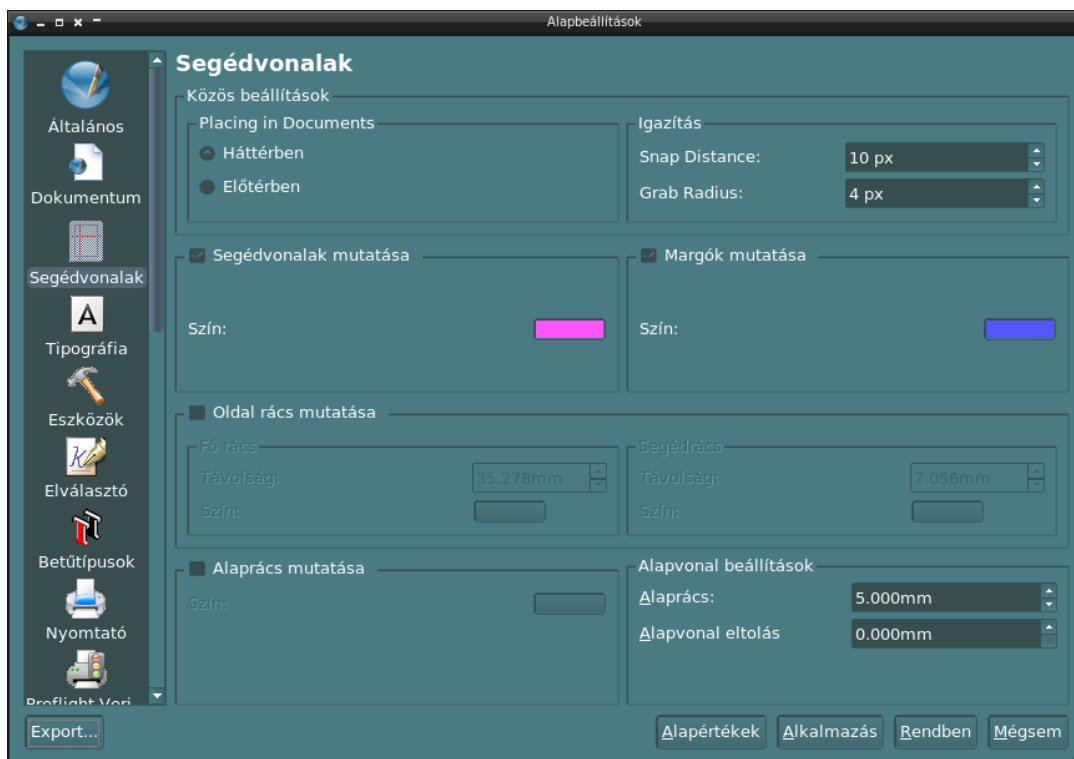 Alapbeállítások
Általános
Dokumentum
Segédvonalak
Tipográfia
Eszközök
Elválasztó
Betűtípusok
Nyomtató
Preflight Veri
Segédvonalak
Közös beállítások
Placing in Documents
Háttérben
Előtérben
Igazítás
Snap Distance: 10 px
Grab Radius: 4 px
Segédvonalak mutatása
Szín:
Margók mutatása
Szín:
Oldal rács mutatása
Fő rács
Távolság: 35.278mm
Szín:
Segédrács
Távolság: 7.056mm
Szín:
Alaprács mutatása
Szín:
Alapvonal beállítások
Alaprács: 5.000mm
Alapvonal eltolás 0.000mm
Export...
Alapértékek
Alkalmazás
Rendben
Mégsem